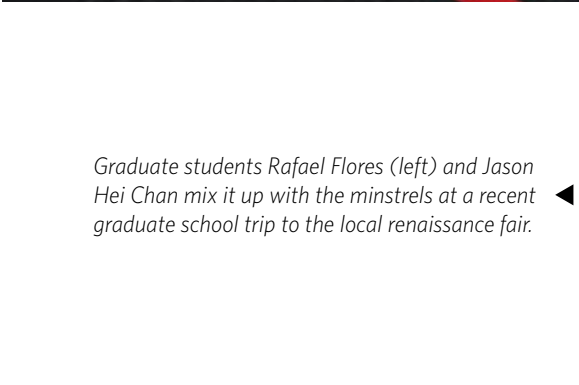 Graduate students Rafael Flores (left) and Jason
Hei Chan mix it up with the minstrels at a recent
graduate school trip to the local renaissance fair.